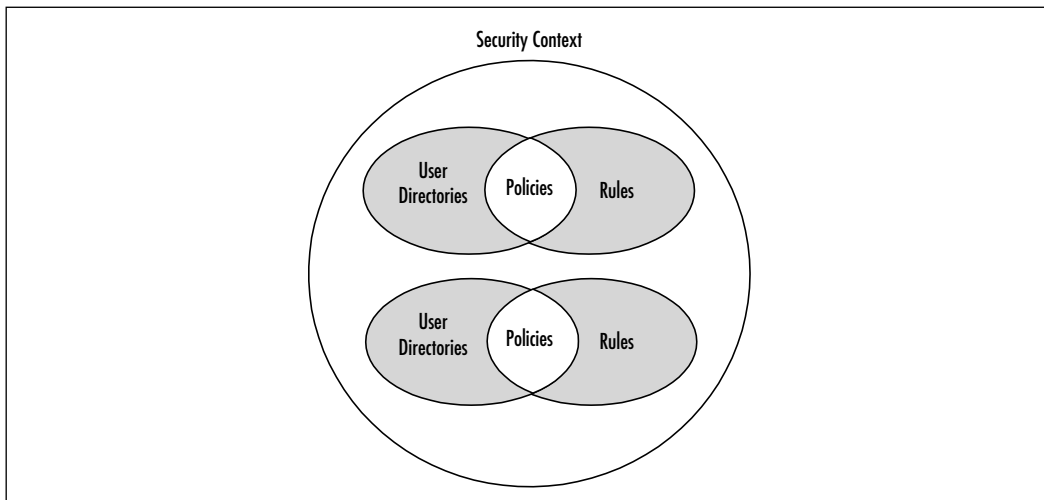 Security Context
User
Directories
Policies
Rules
User
Directories
Policies
Rules